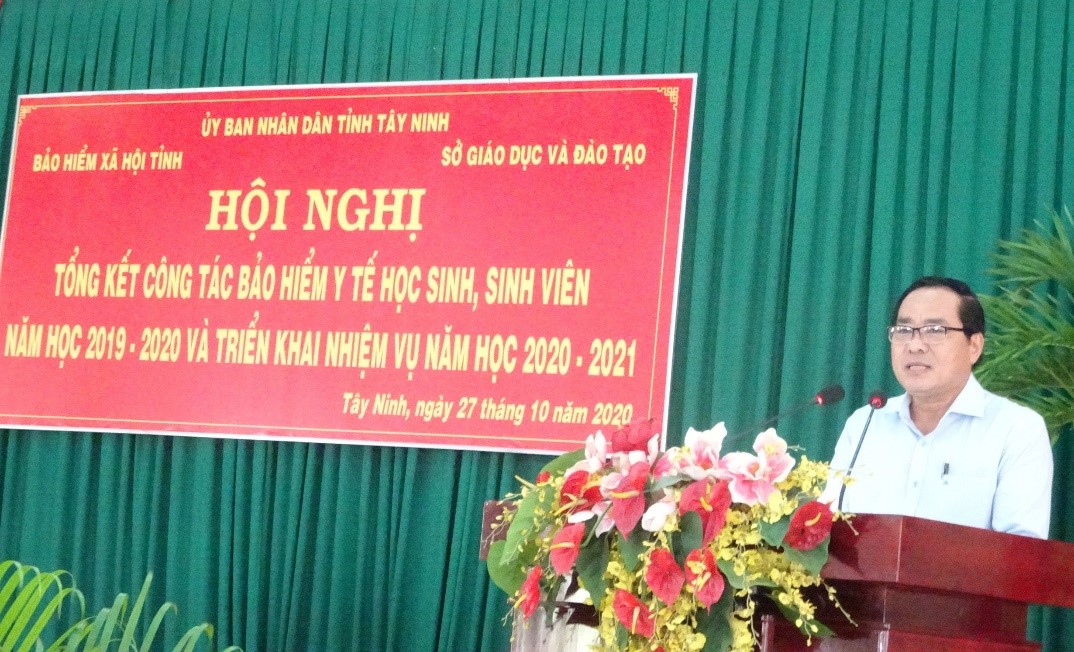 ỦY BAN NHÂN DÂN TỈNH TÂY NINH
BẢO HIỂM XÃ HỘI TỈNH
SỞ GIÁO DỤC VÀ ĐÀO TẠO
HỘI NGHỊ
TỔNG KẾT CÔNG TÁC BẢO HIỂM Y TẾ HỌC SINH, SINH VIÊN
NĂM HỌC 2019 - 2020 VÀ TRIỂN KHAI NHIỆM VỤ NĂM HỌC 2020 - 2021
Tây Ninh, ngày 27 tháng 10 năm 2020